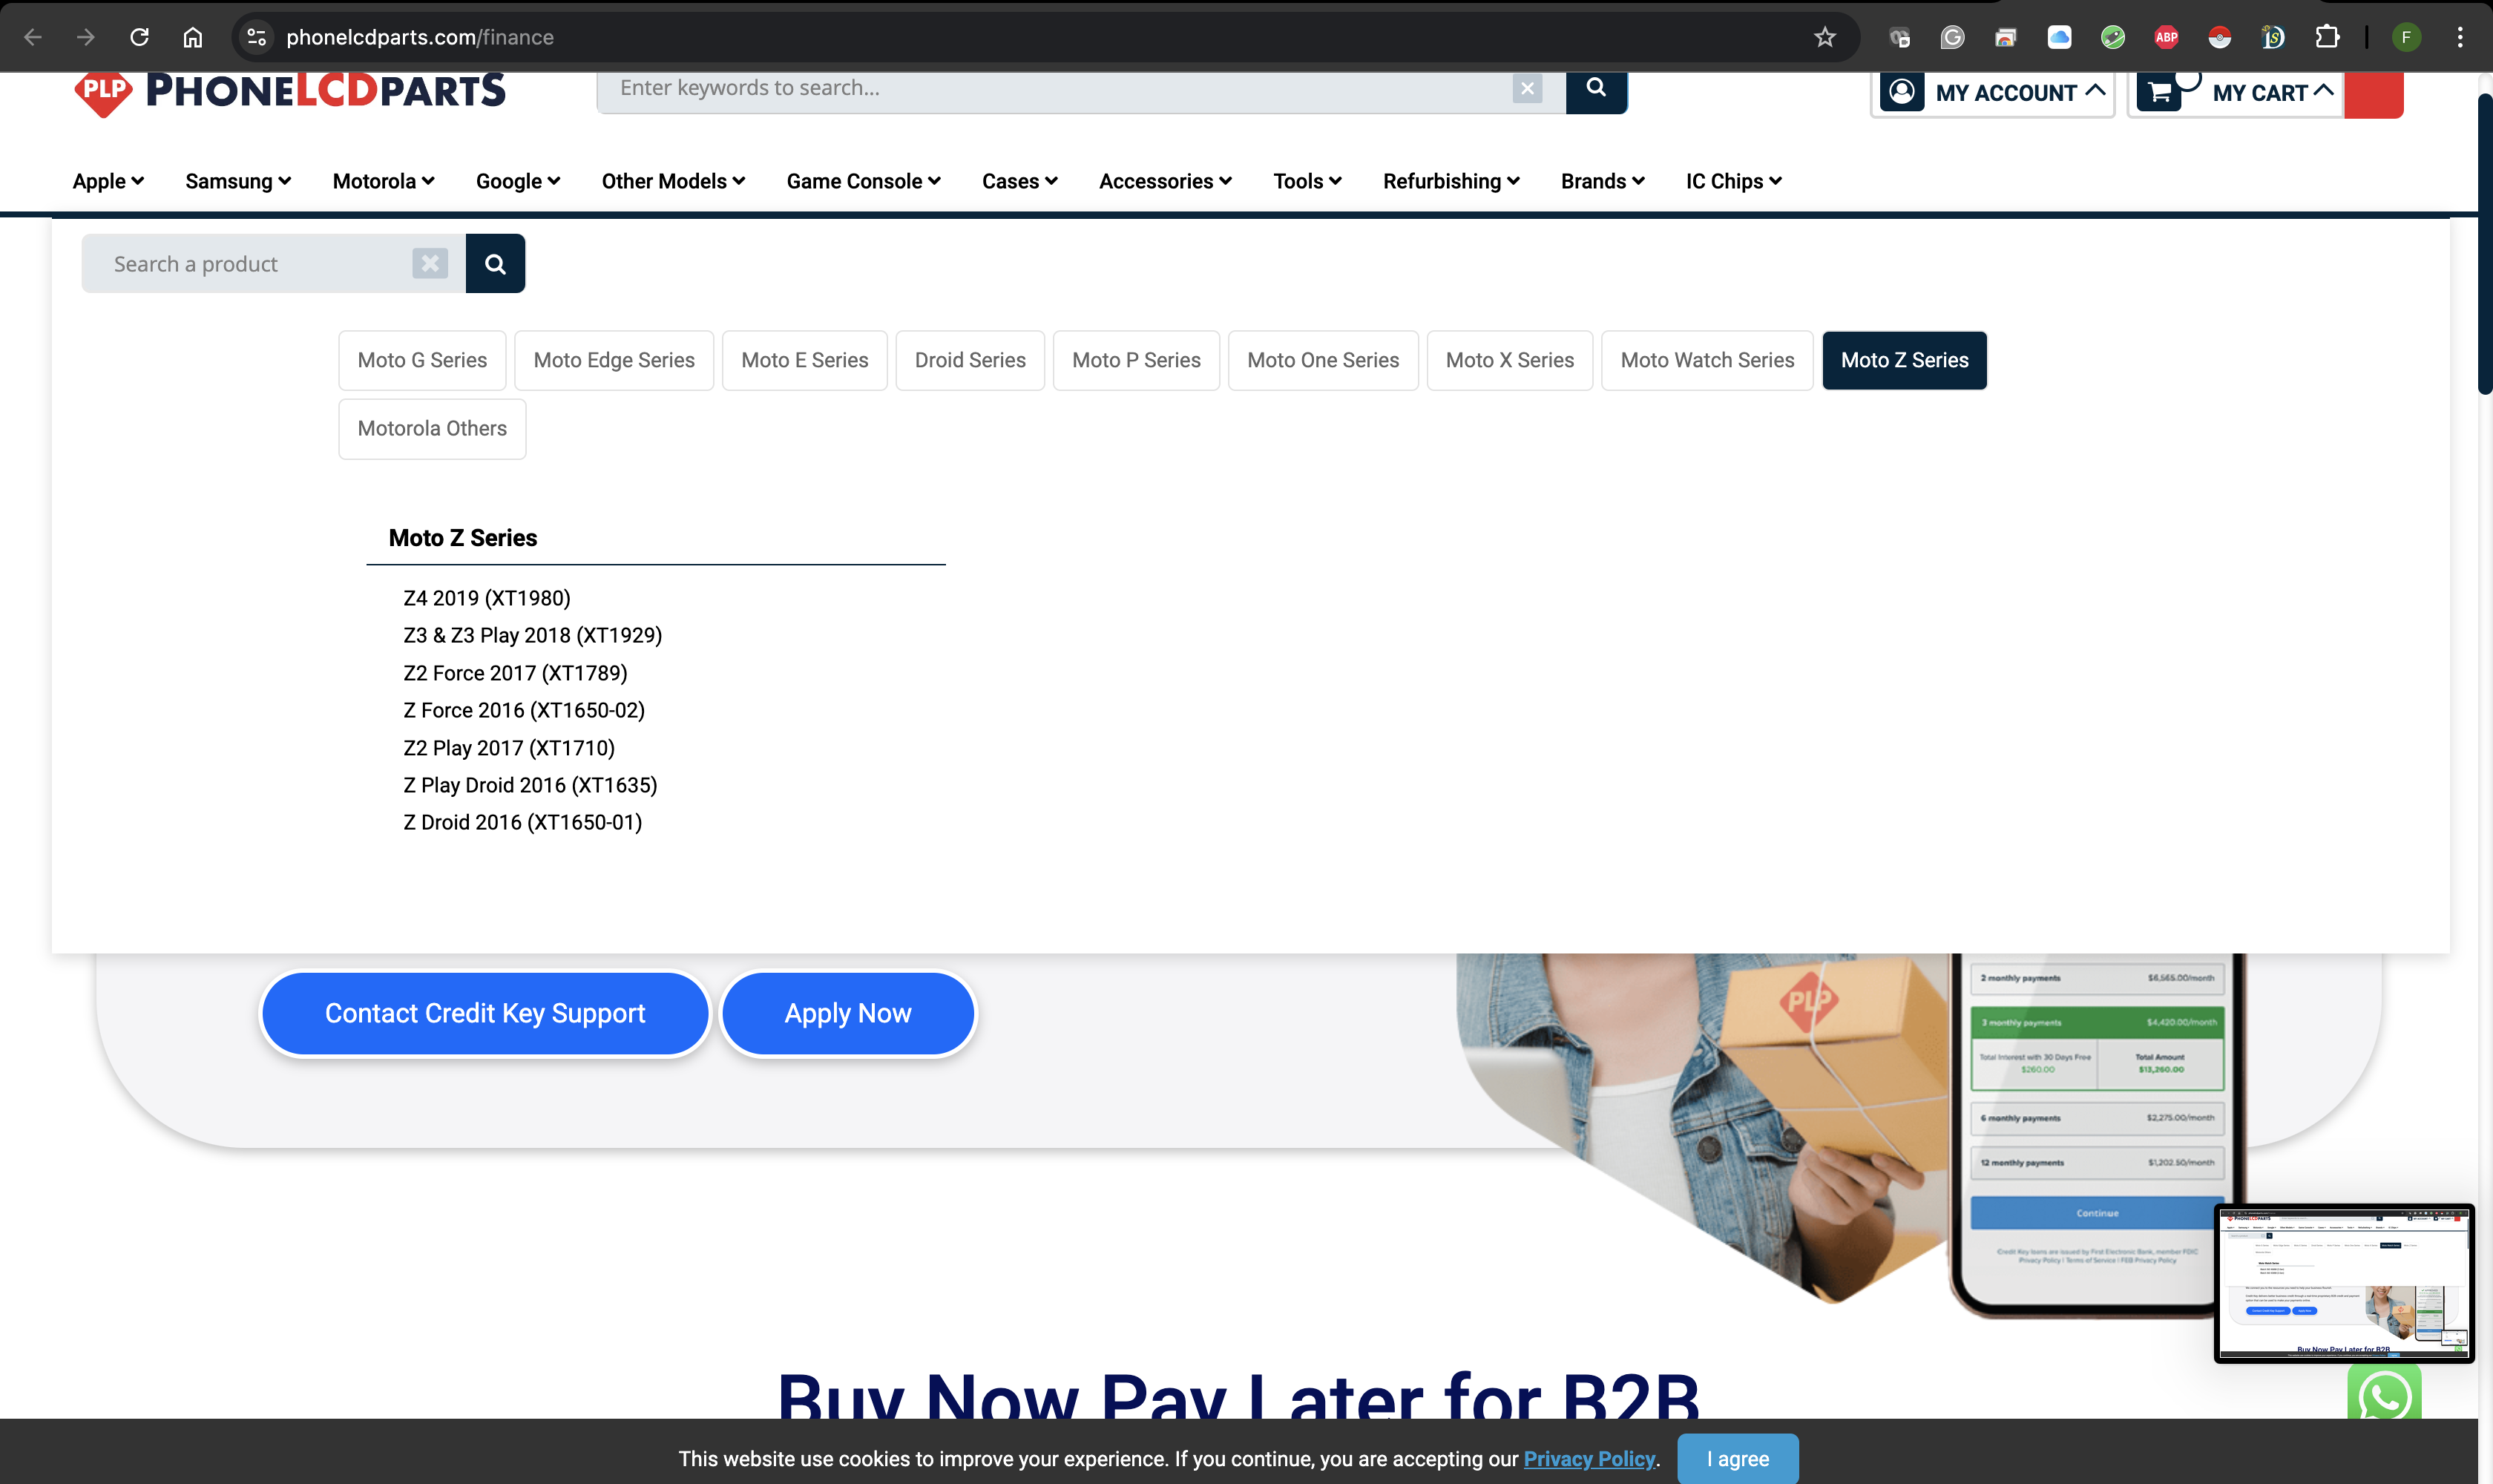 phonelcdparts.com/finance
ABP
F
PLP PHONELCDPARTS
Enter keywords to search...
MY ACCOUNT
MY CART
Apple Samsung Motorola Google Other Models Game Console Cases Accessories Tools Refurbishing Brands IC Chips
Search a product
Moto G Series Moto Edge Series Moto E Series Droid Series Moto P Series Moto One Series Moto X Series Moto Watch Series Moto Z Series
Motorola Others
Moto Z Series
Z4 2019 (XT1980)
Z3 & Z3 Play 2018 (XT1929)
Z2 Force 2017 (XT1789)
Z Force 2016 (XT1650-02)
Z2 Play 2017 (XT1710)
Z Play Droid 2016 (XT1635)
Z Droid 2016 (XT1650-01)
Contact Credit Key Support Apply Now
PLP
2 monthly payments $6,565.00/month
3 monthly payments $4,420.00/month
Total Interest with 30 Days Free Total Amount
$260.00 $13,260.00
6 monthly payments $2,275.00/month
12 monthly payments $1,202.50/month
Continue
Credit Key loans are issued by First Electronic Bank, member FDIC
Privacy Policy | Terms of Service | FEB Privacy Policy
Buy Now Pay Later for B2B
Buy Now Pay Later for B2B
This website use cookies to improve your experience. If you continue, you are accepting our Privacy Policy. I agree